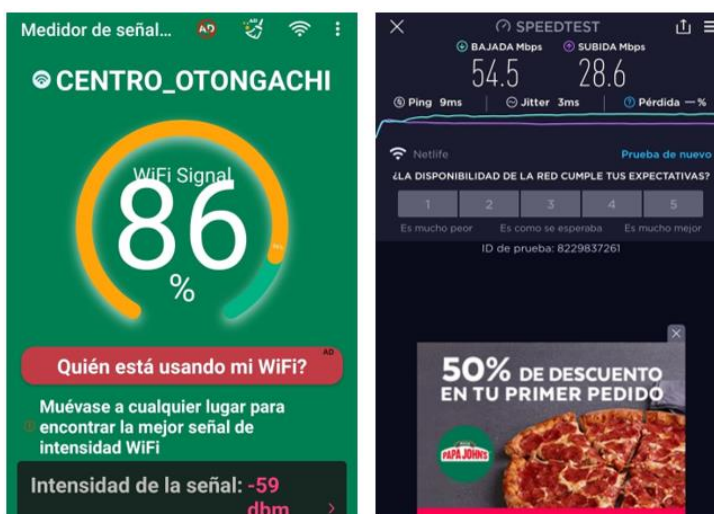 Medidor de señal...
AD
AD
CENTRO_OTONGACHI
WiFi Signal
86
%
Quién está usando mi WiFi?
AD
Muévase a cualquier lugar para
encontrar la mejor señal de
intensidad WiFi
Intensidad de la señal: -59
dbm
SPEEDTEST
BAJADA Mbps
SUBIDA Mbps
54.5
28.6
Ping 9ms
Jitter 3ms
Pérdida — %
Netlife
Prueba de nuevo
¿LA DISPONIBILIDAD DE LA RED CUMPLE TUS EXPECTATIVAS?
1 2 3 4 5
Es mucho peor
Es como se esperaba
Es mucho mejor
ID de prueba: 8229837261
50% DE DESCUENTO
EN TU PRIMER PEDIDO
PAPA JOHNS